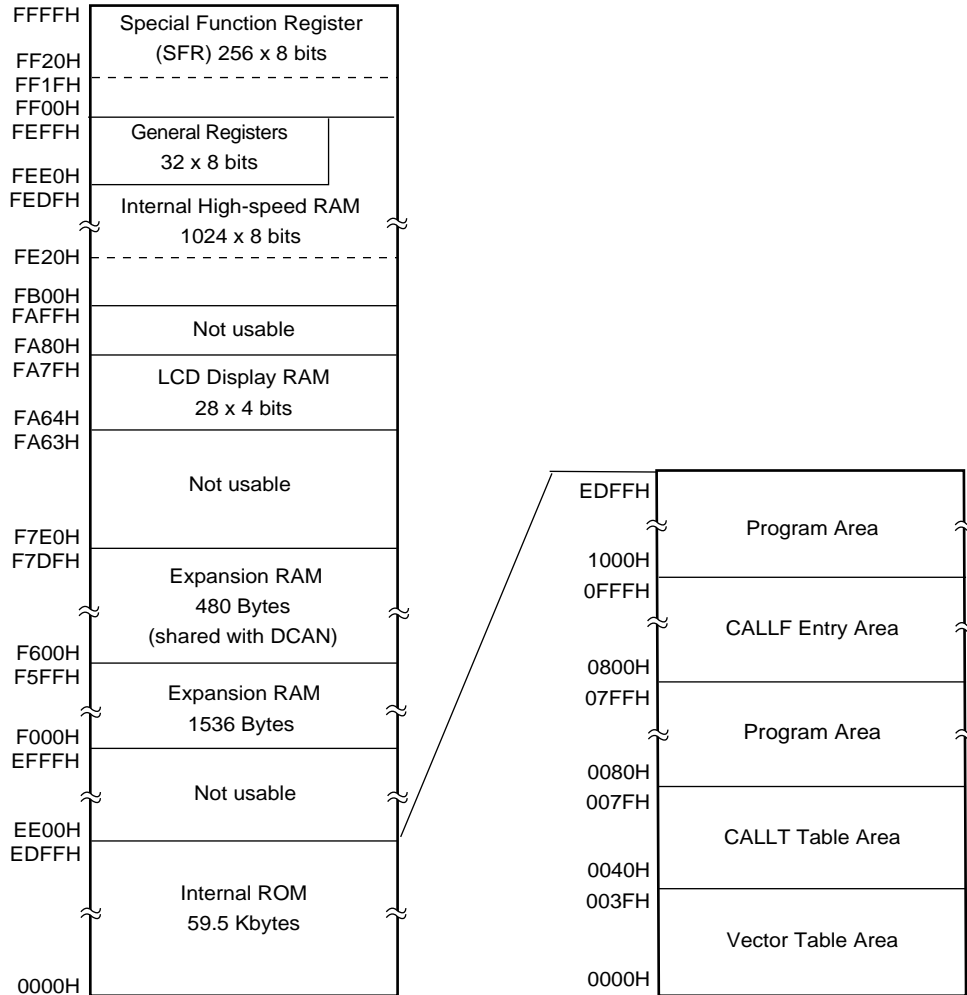 FFFFH
Special Function Register
(SFR) 256 x 8 bits
FF20H
FF1FH
FF00H
FEFFH
General Registers
32 x 8 bits
FEE0H
FEDFH
Internal High-speed RAM
1024 x 8 bits
FE20H
FB00H
FAFFH
Not usable
FA80H
FA7FH
LCD Display RAM
28 x 4 bits
FA64H
FA63H
Not usable
F7E0H
F7DFH
Expansion RAM
480 Bytes
(shared with DCAN)
F600H
F5FFH
Expansion RAM
1536 Bytes
F000H
EFFFH
Not usable
EE00H
EDFFH
Internal ROM
59.5 Kbytes
0000H
EDFFH
Program Area
1000H
0FFFH
CALLF Entry Area
0800H
07FFH
Program Area
0080H
007FH
CALLT Table Area
0040H
003FH
Vector Table Area
0000H